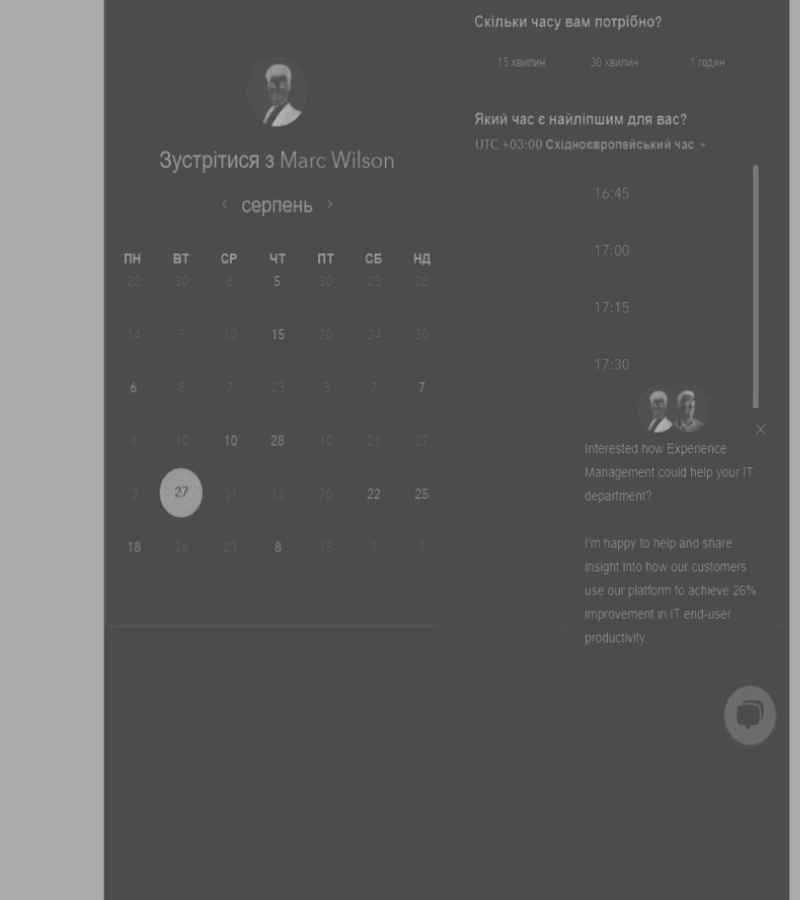 Скільки часу вам потрібно?
15 хвилин 30 хвилин 1 годин
Який час є найліпшим для вас?
UTC +03:00 Східноєвропейський час
16:45
17:00
17:15
17:30
Зустрітися з Marc Wilson
‹ серпень ›
ПН ВТ СР ЧТ ПТ СБ НД
22 30 8 5 30 23 28
14 7 10 15 20 24 30
6 8 7 23 3 7 7
8 10 10 28 10 21 27
3 27 31 13 20 22 25
18 26 23 8 15 1 7
Interested how Experience
Management could help your IT
department?
I'm happy to help and share
insight into how our customers
use our platform to achieve 26%
improvement in IT end-user
productivity.